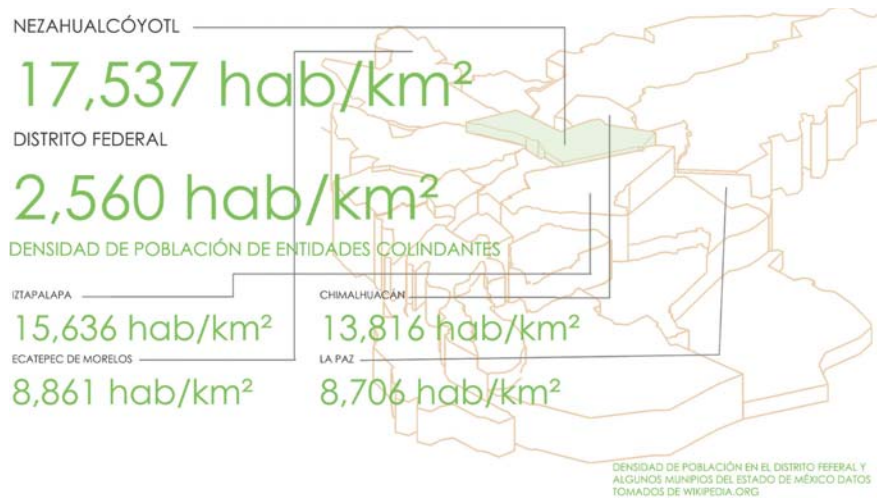 NEZAHUALCÓYOTL
17,537 hab/km²
DISTRITO FEDERAL
2,560 hab/km²
DENSIDAD DE POBLACIÓN DE ENTIDADES COLINDANTES
IZTAPALAPA
15,636 hab/km²
CHIMALHUACÁN
13,816 hab/km²
ECATEPEC DE MORELOS
8,861 hab/km²
LA PAZ
8,706 hab/km²
DENSIDAD DE POBLACIÓN EN EL DISTRITO FEFERAL Y
ALGUNOS MUNIPIOS DEL ESTADO DE MÉXICO DATOS
TOMADOS DE WIKIPEDIA.ORG